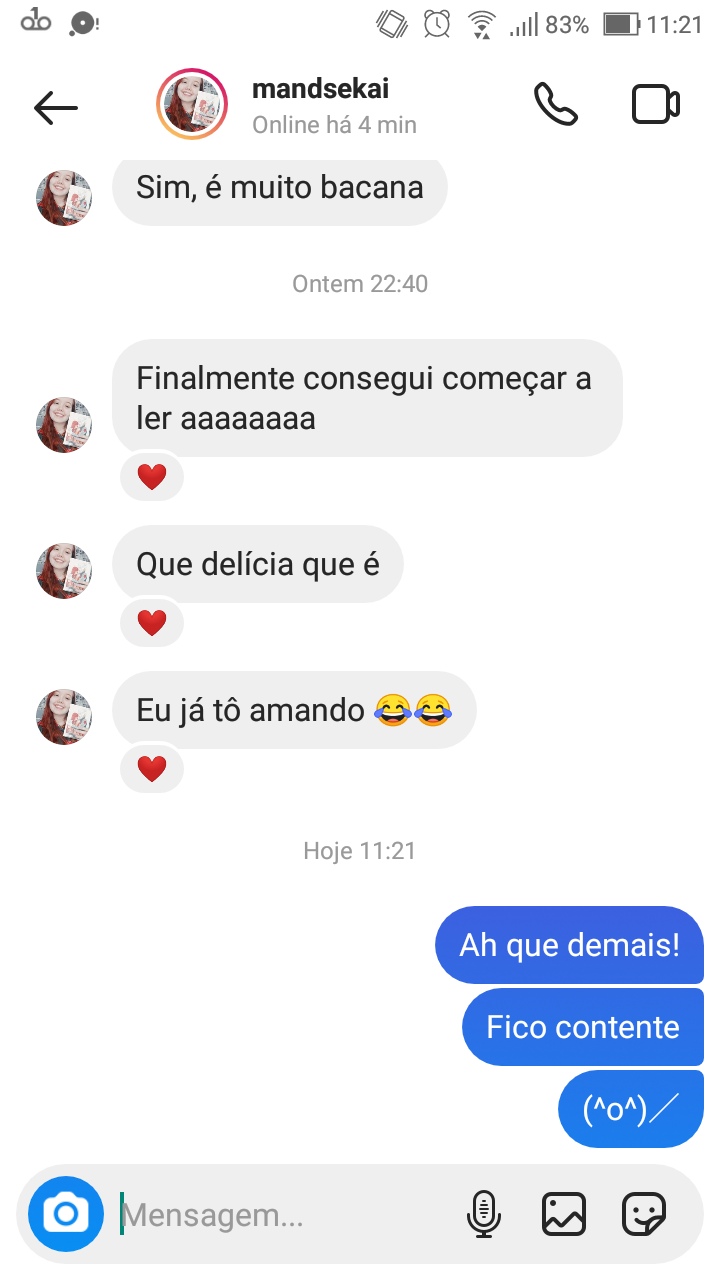 83% 11:21
mandsekai
Online há 4 min
Sim, é muito bacana
Ontem 22:40
Finalmente consegui começar a
ler aaaaaaaa
❤️
Que delícia que é
❤️
Eu já tô amando 😂😂
❤️
Hoje 11:21
Ah que demais!
Fico contente
(^o^)／
Mensagem...